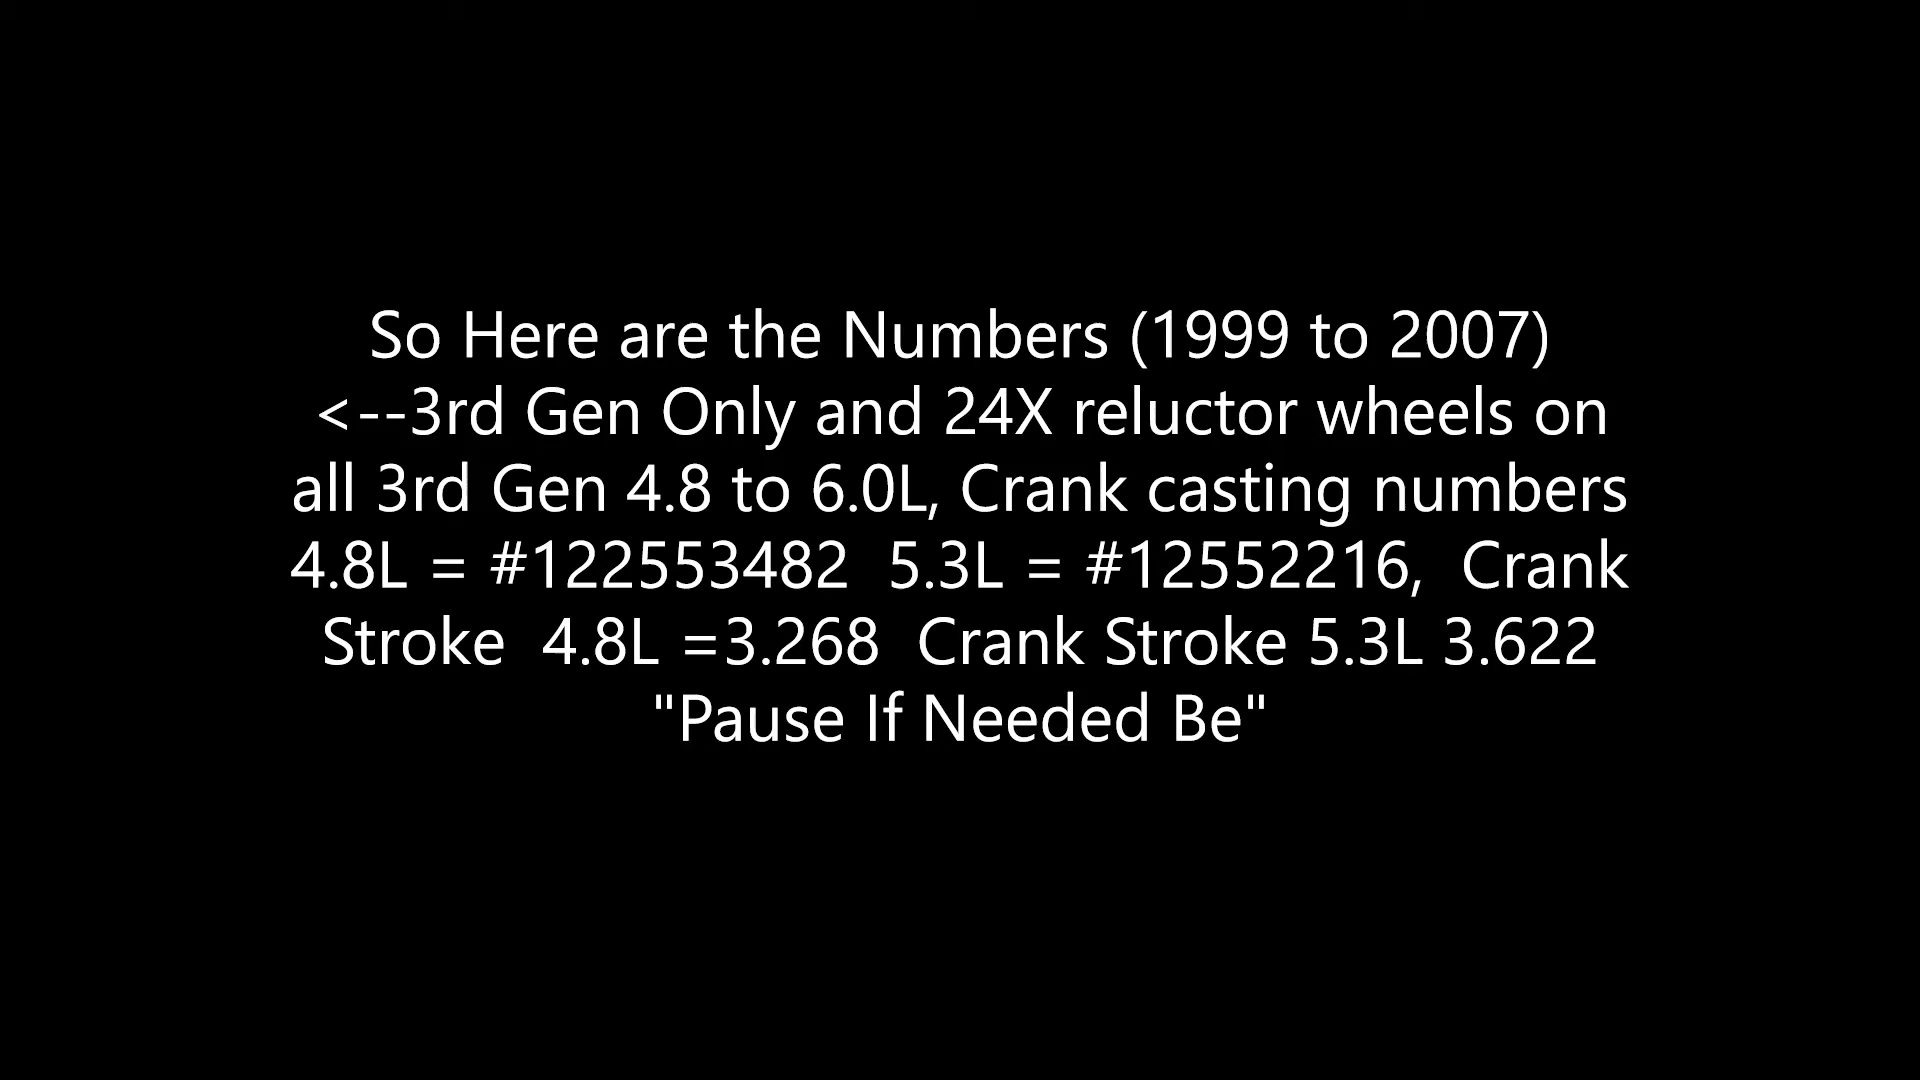 So Here are the Numbers (1999 to 2007)
<--3rd Gen Only and 24X reluctor wheels on
all 3rd Gen 4.8 to 6.0L, Crank casting numbers
4.8L = #122553482  5.3L = #12552216,  Crank
Stroke  4.8L =3.268  Crank Stroke 5.3L 3.622
"Pause If Needed Be"